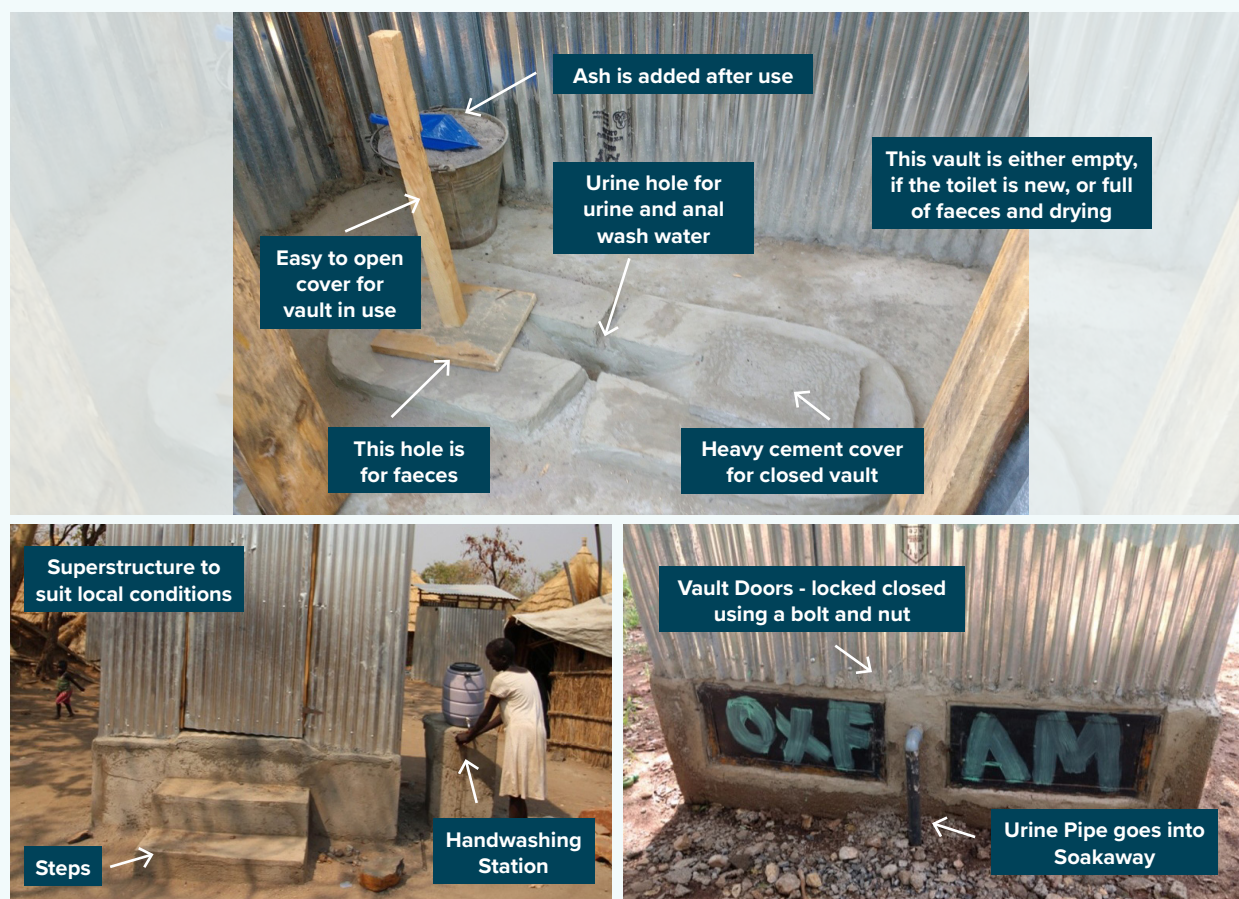 Ash is added after use
This vault is either empty,
if the toilet is new, or full
of faeces and drying
Urine hole for
urine and anal
wash water
Easy to open
cover for
vault in use
This hole is
for faeces
Heavy cement cover
for closed vault
Superstructure to
suit local conditions
Handwashing
Station
Steps
Vault Doors - locked closed
using a bolt and nut
OXF
AM
Urine Pipe goes into
Soakaway